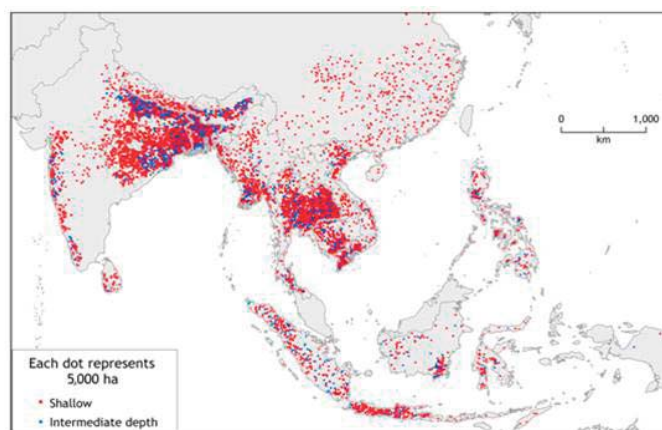 0
1,000
km
Each dot represents
5,000 ha
Shallow
Intermediate depth